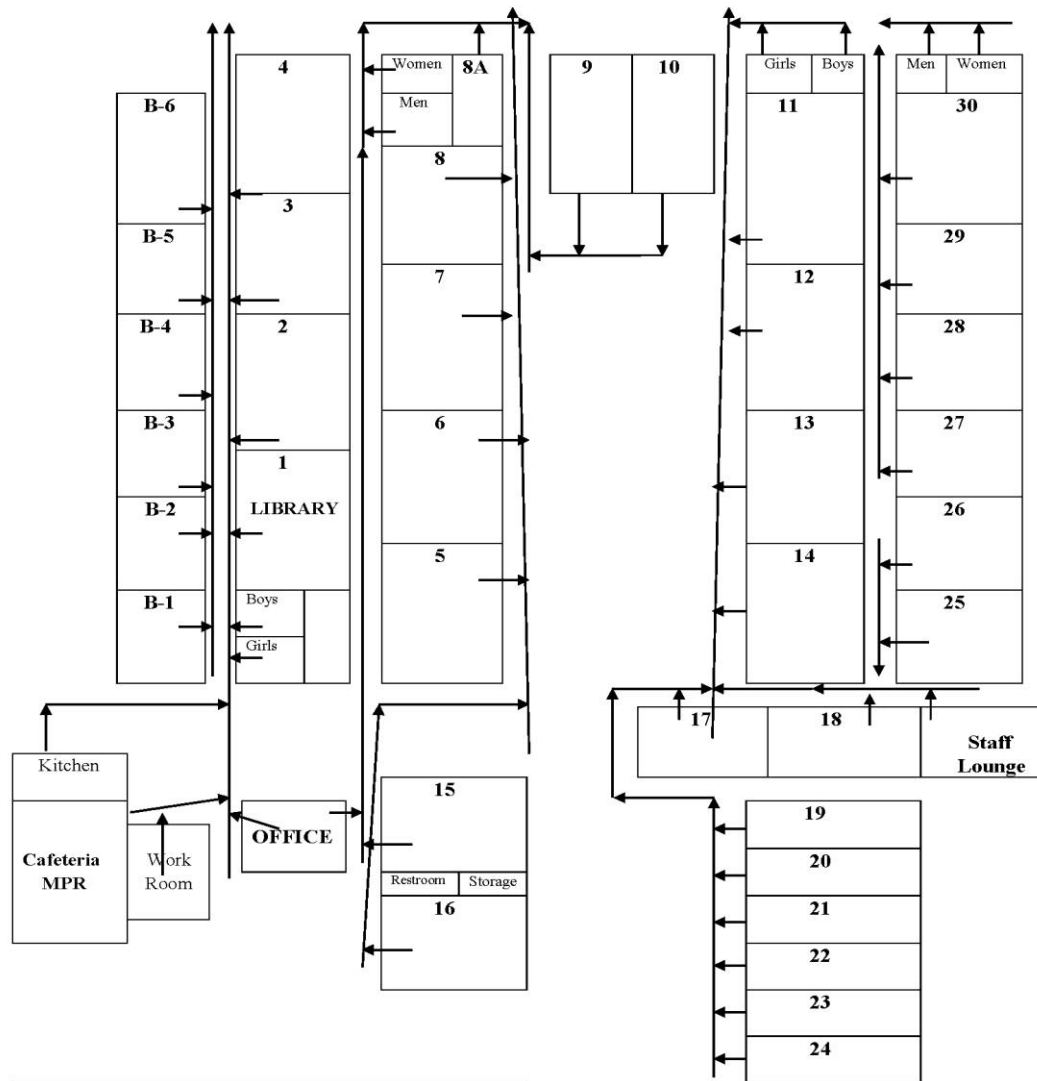 4
Women
8A
9
10
Girls
Boys
Men
Women
B-6
Men
11
30
8
3
B-5
29
7
12
B-4
2
28
B-3
6
13
27
1
LIBRARY
B-2
26
5
14
B-1
Boys
25
Girls
17
18
Staff
Lounge
Kitchen
15
19
OFFICE
Cafeteria
MPR
Work
Room
20
Restroom
Storage
16
21
22
23
24